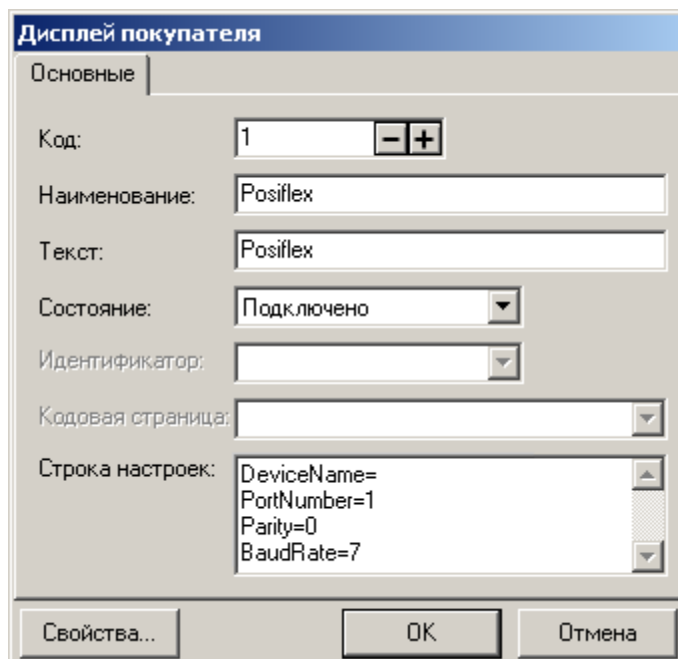 Дисплей покупателя
Основные
Код: 1
Наименование: Posiflex
Текст: Posiflex
Состояние: Подключено
Идентификатор:
Кодовая страница:
Строка настроек: DeviceName=
PortNumber=1
Parity=0
BaudRate=7
Свойства... OK Отмена